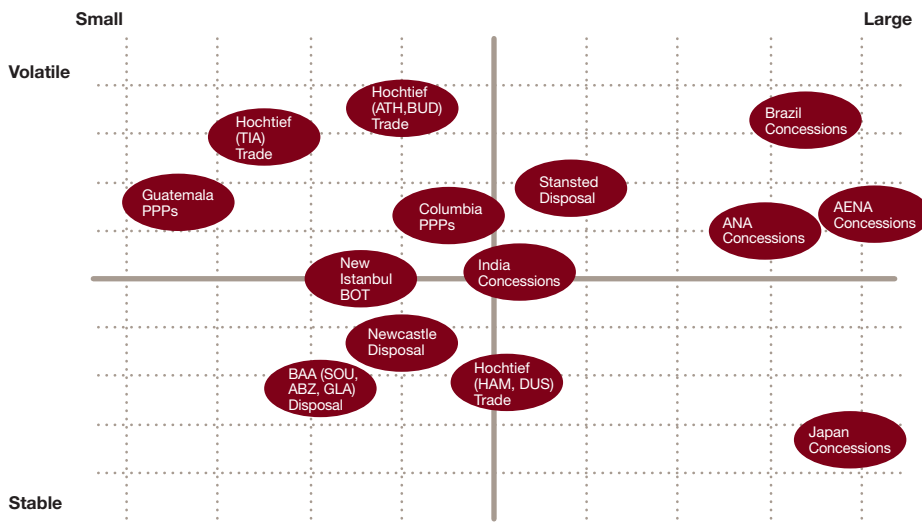 Small
Large
Volatile
Hochtief
(ATH,BUD)
Trade
Hochtief
(TIA)
Trade
Brazil
Concessions
Guatemala
PPPs
Columbia
PPPs
Stansted
Disposal
ANA
Concessions
AENA
Concessions
New
Istanbul
BOT
India
Concessions
Newcastle
Disposal
BAA (SOU,
ABZ, GLA)
Disposal
Hochtief
(HAM, DUS)
Trade
Japan
Concessions
Stable